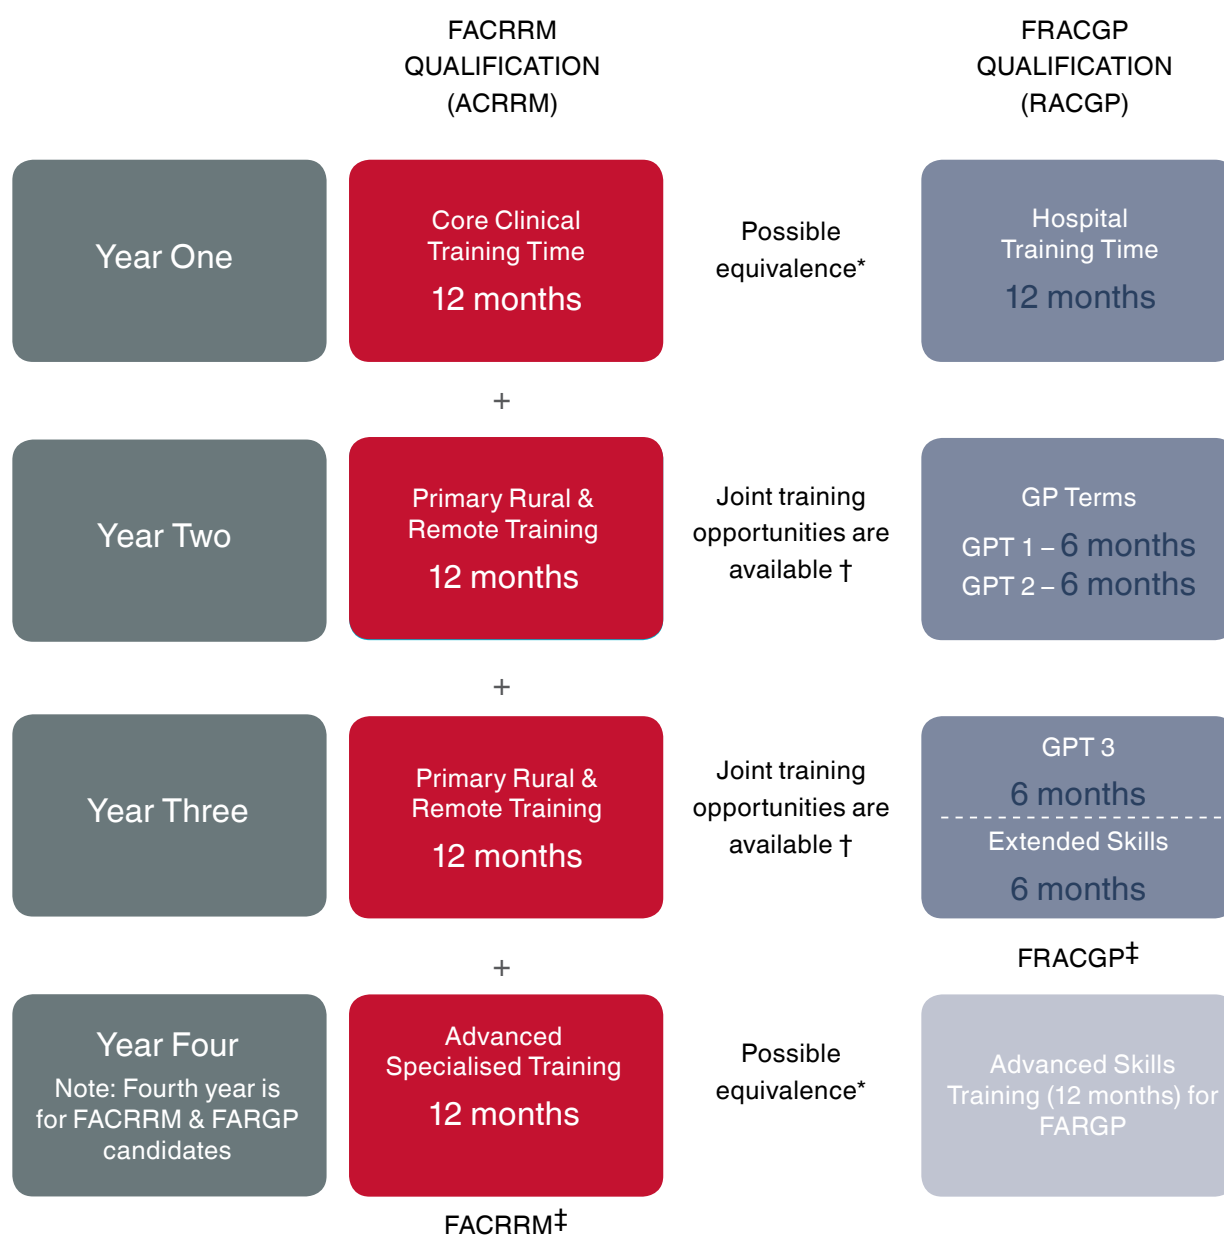 FACRRM
QUALIFICATION
(ACRRM)
FRACGP
QUALIFICATION
(RACGP)
Year One
Core Clinical
Training Time
12 months
Possible
equivalence*
Hospital
Training Time
12 months
+
Year Two
Primary Rural &
Remote Training
12 months
Joint training
opportunities are
available †
GP Terms
GPT 1 – 6 months
GPT 2 – 6 months
+
Year Three
Primary Rural &
Remote Training
12 months
Joint training
opportunities are
available †
GPT 3
6 months
Extended Skills
6 months
FRACGP‡
+
Year Four
Note: Fourth year is
for FACRRM & FARGP
candidates
Advanced
Specialised Training
12 months
Possible
equivalence*
Advanced Skills
Training (12 months) for
FARGP
FACRRM‡